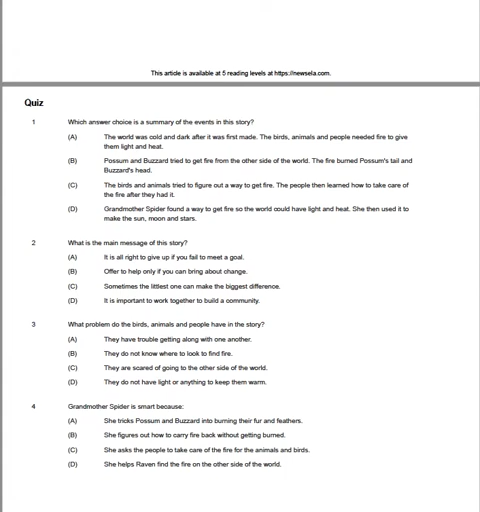 This article is available at 5 reading levels at https://newsela.com.
Quiz
1 Which answer choice is a summary of the events in this story?
(A) The world was cold and dark after it was first made. The birds, animals and people needed fire to give
them light and heat.
(B) Possum and Buzzard tried to get fire from the other side of the world. The fire burned Possum's tail and
Buzzard's head.
(C) The birds and animals tried to figure out a way to get fire. The people then learned how to take care of
the fire after they had it.
(D) Grandmother Spider found a way to get fire so the world could have light and heat. She then used it to
make the sun, moon and stars.
2 What is the main message of this story?
(A) It is all right to give up if you fail to meet a goal.
(B) Offer to help only if you can bring about change.
(C) Sometimes the littlest one can make the biggest difference.
(D) It is important to work together to build a community.
3 What problem do the birds, animals and people have in the story?
(A) They have trouble getting along with one another.
(B) They do not know where to look to find fire.
(C) They are scared of going to the other side of the world.
(D) They do not have light or anything to keep them warm.
4 Grandmother Spider is smart because:
(A) She tricks Possum and Buzzard into burning their fur and feathers.
(B) She figures out how to carry fire back without getting burned.
(C) She asks the people to take care of the fire for the animals and birds.
(D) She helps Raven find the fire on the other side of the world.